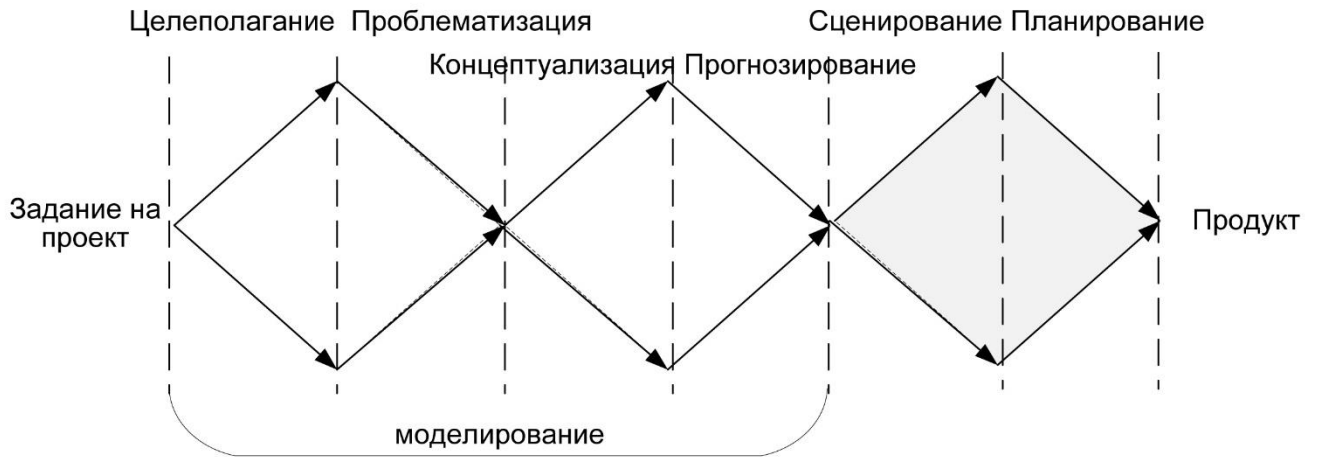 Целеполагание Проблематизация
Сценирование Планирование
Концептуализация Прогнозирование
Задание на
проект
Продукт
моделирование